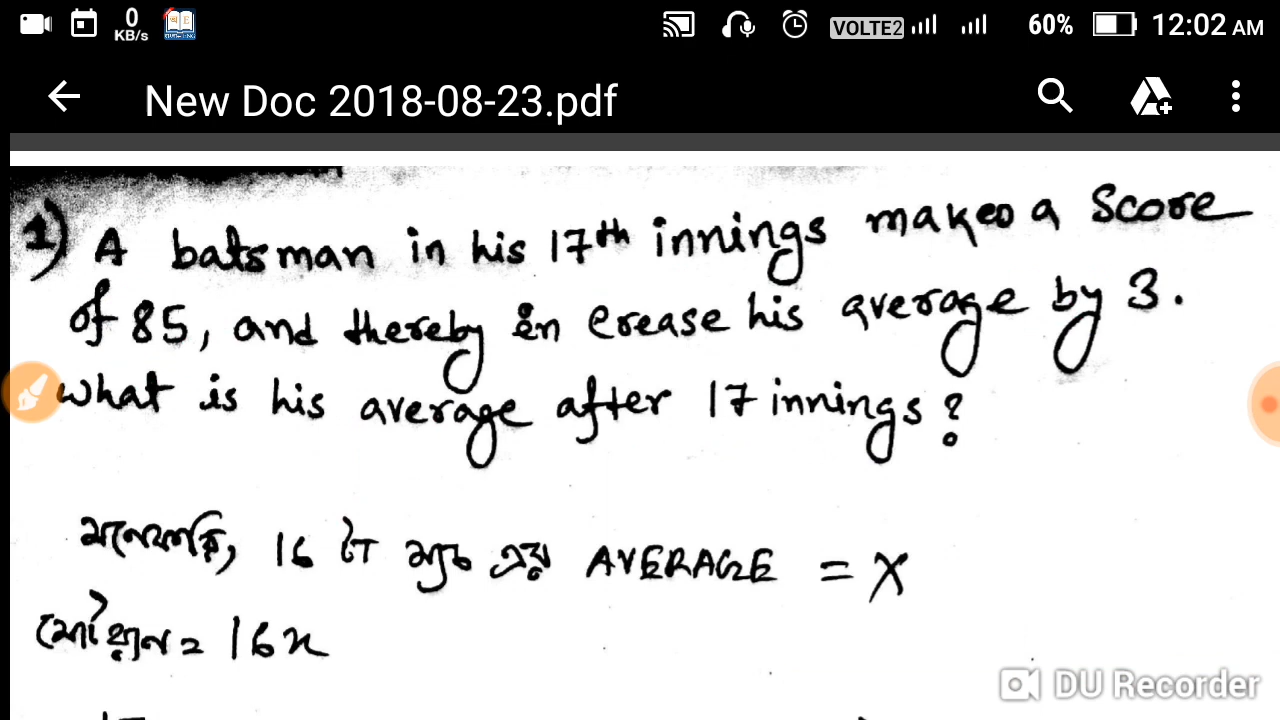 0
KB/s
VOLTE2 60% 12:02 AM
New Doc 2018-08-23.pdf
1) A batsman in his 17th innings makes a Score
of 85, and thereby in crease his average by 3.
what is his average after 17 innings?
মনেকরি, 16 টি ম্যাচ এর AVERAGE = X
মোট রান = 16x
DU Recorder